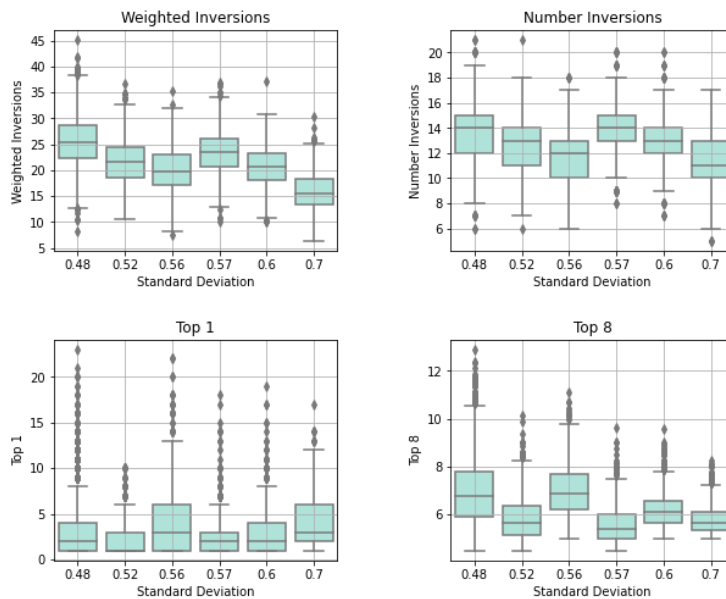 Weighted Inversions
Weighted Inversions
45
40
35
30
25
20
15
10
5
0.48 0.52 0.56 0.57 0.6 0.7
Standard Deviation
Number Inversions
Number Inversions
20
18
16
14
12
10
8
6
0.48 0.52 0.56 0.57 0.6 0.7
Standard Deviation
Top 1
Top 1
20
15
10
5
0
0.48 0.52 0.56 0.57 0.6 0.7
Standard Deviation
Top 8
Top 8
12
10
8
6
0.48 0.52 0.56 0.57 0.6 0.7
Standard Deviation